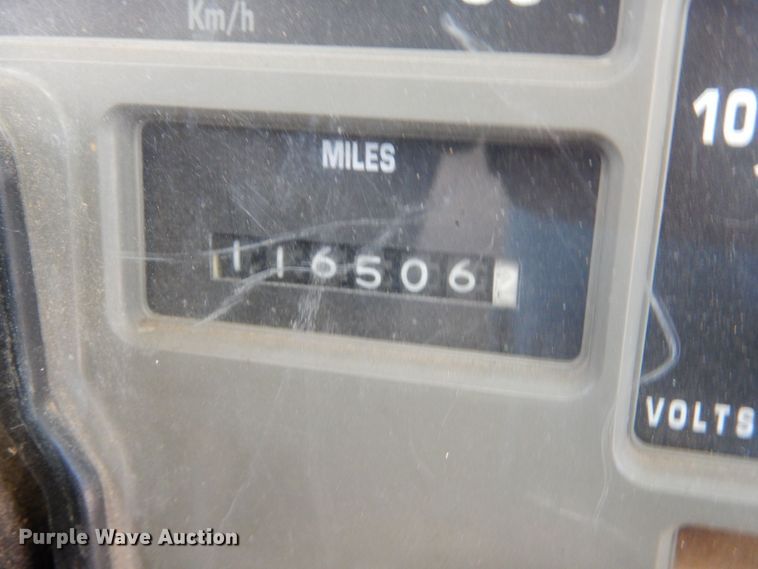 Km/h
MILES
116506
10
VOLTS
Purple Wave Auction